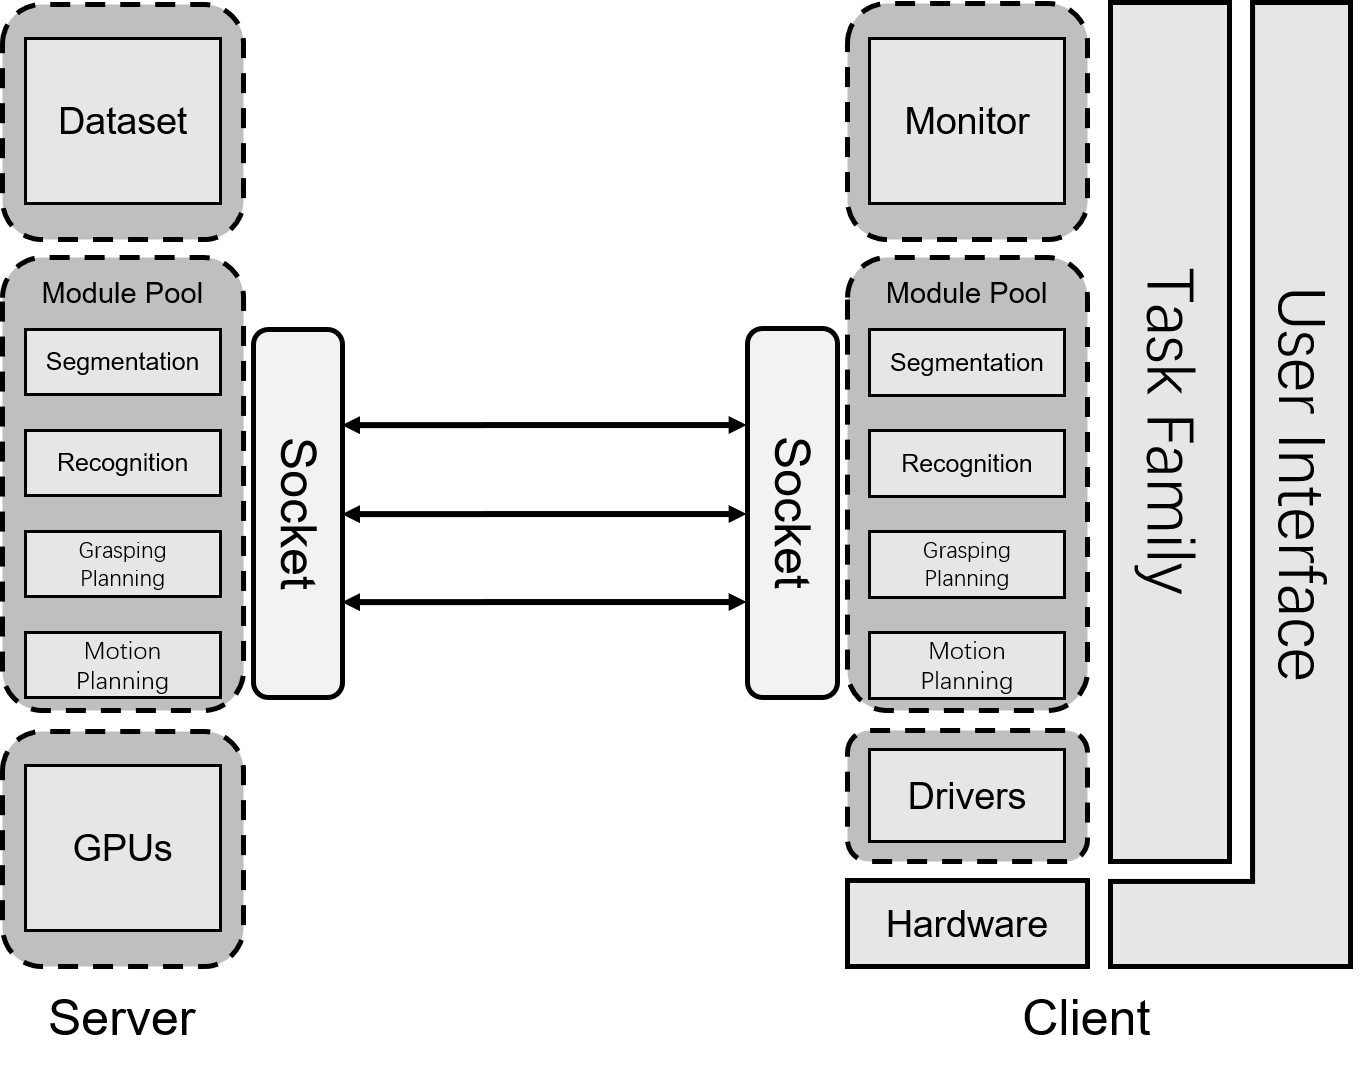 Dataset
Module Pool
Segmentation
Recognition
Grasping
Planning
Motion
Planning
GPUs
Server
Socket
Socket
Monitor
Module Pool
Segmentation
Recognition
Grasping
Planning
Motion
Planning
Drivers
Hardware
Task Family
User Interface
Client